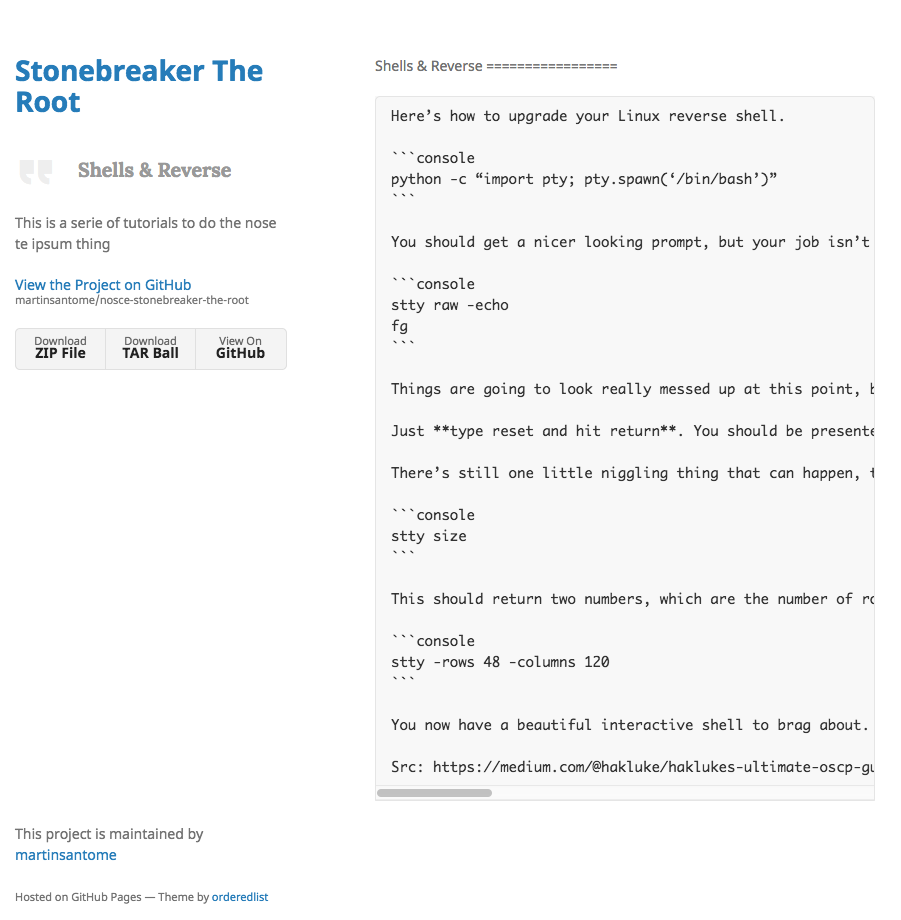 Stonebreaker The
Root
Shells & Reverse
This is a serie of tutorials to do the nose
te ipsum thing
View the Project on GitHub
martinsantome/nosce-stonebreaker-the-root
Download
ZIP File
Download
TAR Ball
View On
GitHub
Shells & Reverse =================
Here’s how to upgrade your Linux reverse shell.
```console
python -c “import pty; pty.spawn(‘/bin/bash’)”
```
You should get a nicer looking prompt, but your job isn’t
```console
stty raw -echo
fg
```
Things are going to look really messed up at this point,
Just **type reset and hit return**. You should be presente
There’s still one little niggling thing that can happen,
```console
stty size
```
This should return two numbers, which are the number of ro
```console
stty -rows 48 -columns 120
```
You now have a beautiful interactive shell to brag about.
Src: https://medium.com/@hakluke/haklukes-ultimate-oscp-gu
This project is maintained by
martinsantome
Hosted on GitHub Pages — Theme by orderedlist